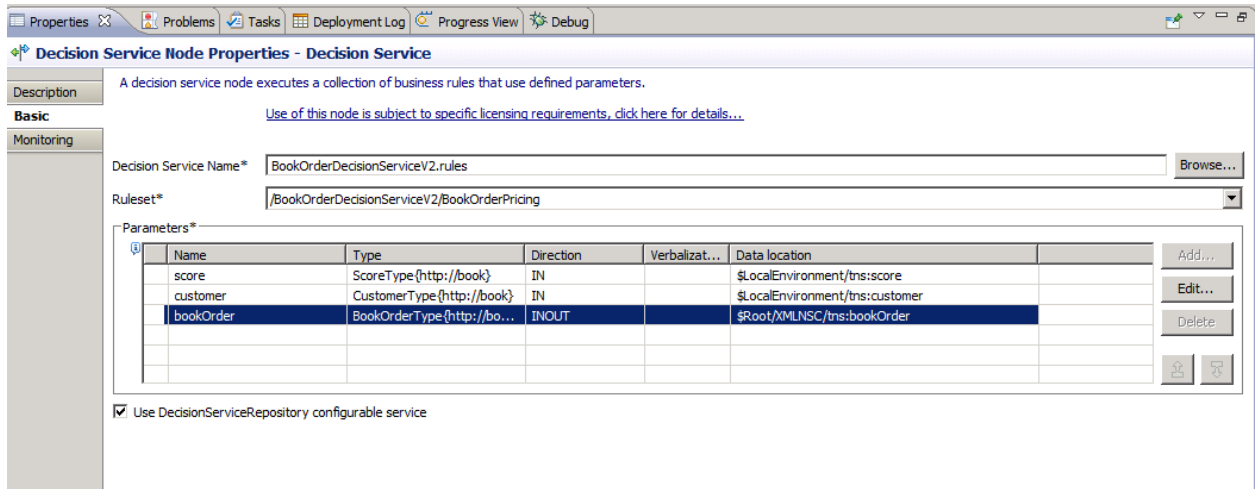 Properties Problems Tasks Deployment Log Progress View Debug
Decision Service Node Properties - Decision Service
Description
Basic
Monitoring
A decision service node executes a collection of business rules that use defined parameters.
Use of this node is subject to specific licensing requirements, click here for details...
Decision Service Name* BookOrderDecisionServiceV2.rules Browse...
Ruleset* /BookOrderDecisionServiceV2/BookOrderPricing
Parameters*
Name Type Direction Verbalizat... Data location Add...
score ScoreType{http://book} IN $LocalEnvironment/tns:score
customer CustomerType{http://book} IN $LocalEnvironment/tns:customer Edit...
bookOrder BookOrderType{http://bo... INOUT $Root/XMLNSC/tns:bookOrder Delete
Use DecisionServiceRepository configurable service